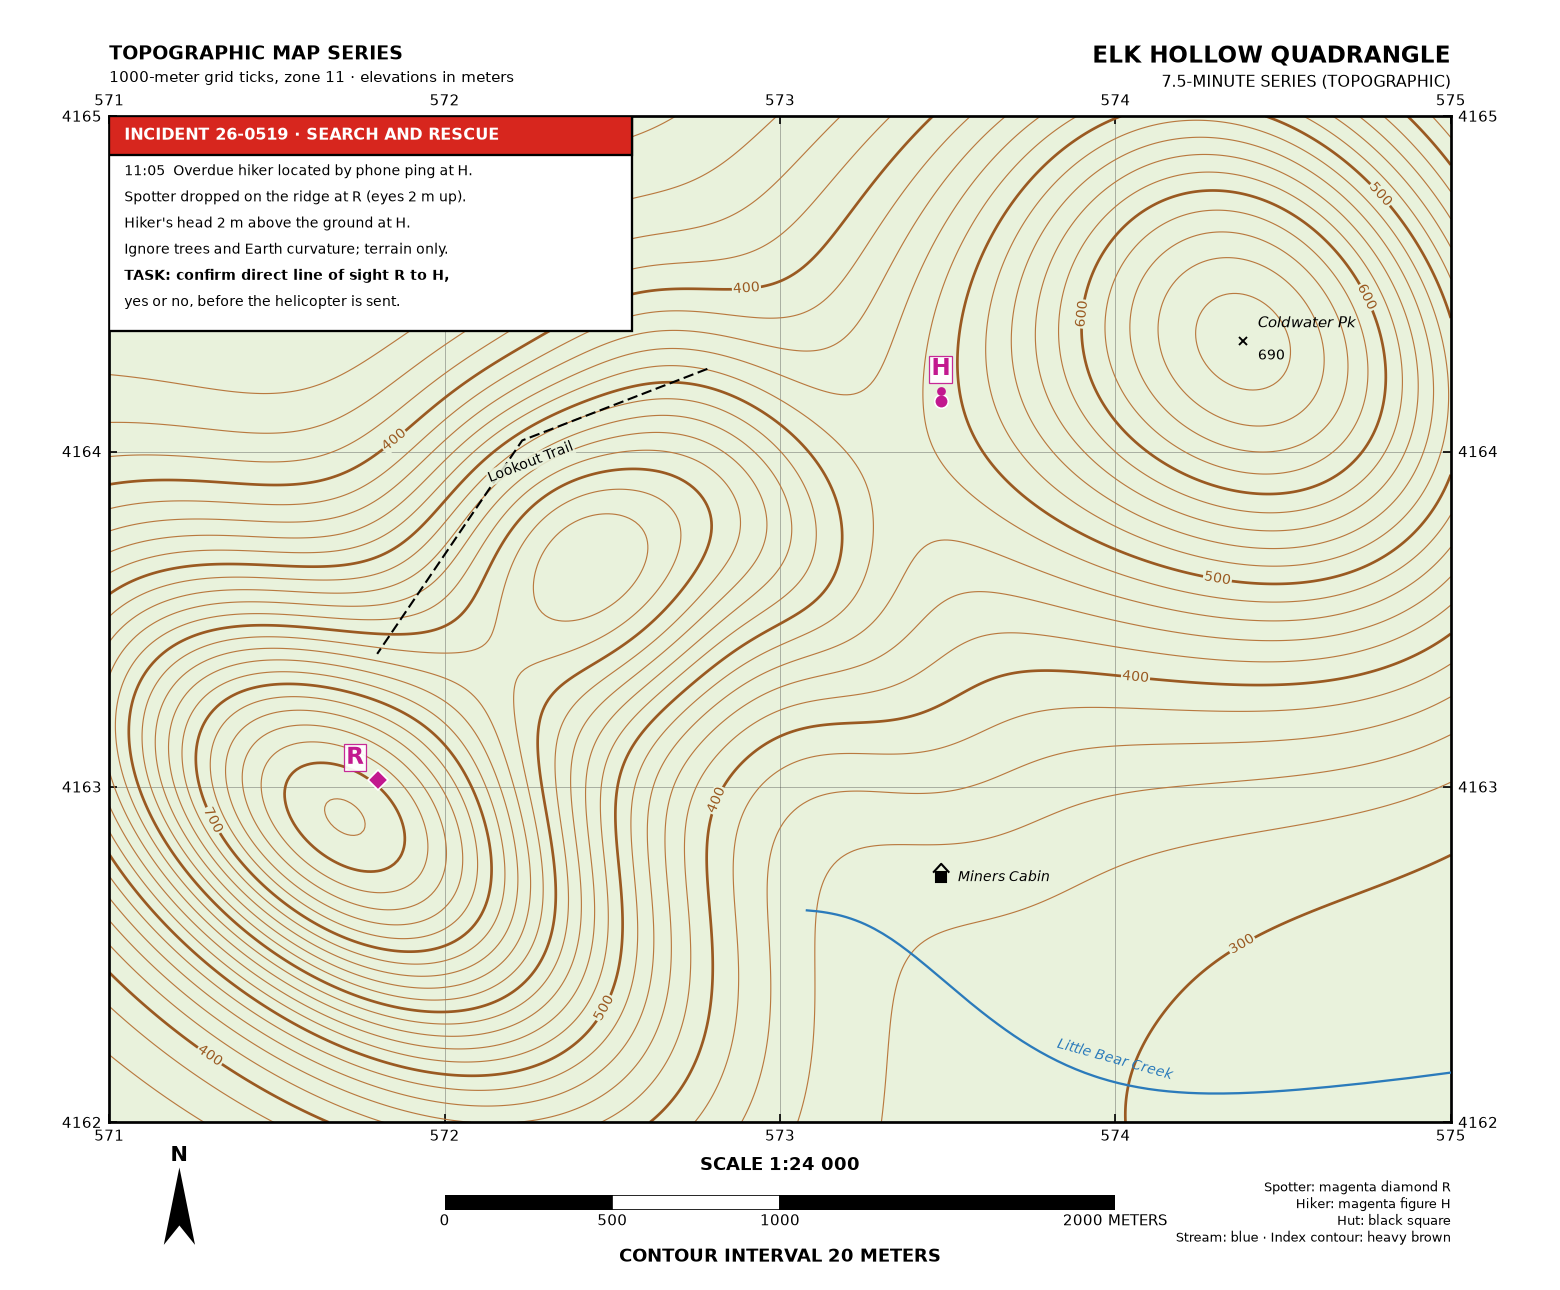 TOPOGRAPHIC MAP SERIES
1000-meter grid ticks, zone 11 · elevations in meters
ELK HOLLOW QUADRANGLE
7.5-MINUTE SERIES (TOPOGRAPHIC)
571 572 573 574 575
4165 4165
INCIDENT 26-0519 · SEARCH AND RESCUE
11:05 Overdue hiker located by phone ping at H.
Spotter dropped on the ridge at R (eyes 2 m up).
Hiker's head 2 m above the ground at H.
Ignore trees and Earth curvature; terrain only.
TASK: confirm direct line of sight R to H,
yes or no, before the helicopter is sent.
500
400
600
600
Coldwater Pk
690
H
400
Lookout Trail
4164 4164
500
400
R
4163 4163
400
700
Miners Cabin
300
500
400
Little Bear Creek
4162 4162
571 572 573 574 575
N
SCALE 1:24 000
0 500 1000 2000 METERS
CONTOUR INTERVAL 20 METERS
Spotter: magenta diamond R
Hiker: magenta figure H
Hut: black square
Stream: blue · Index contour: heavy brown